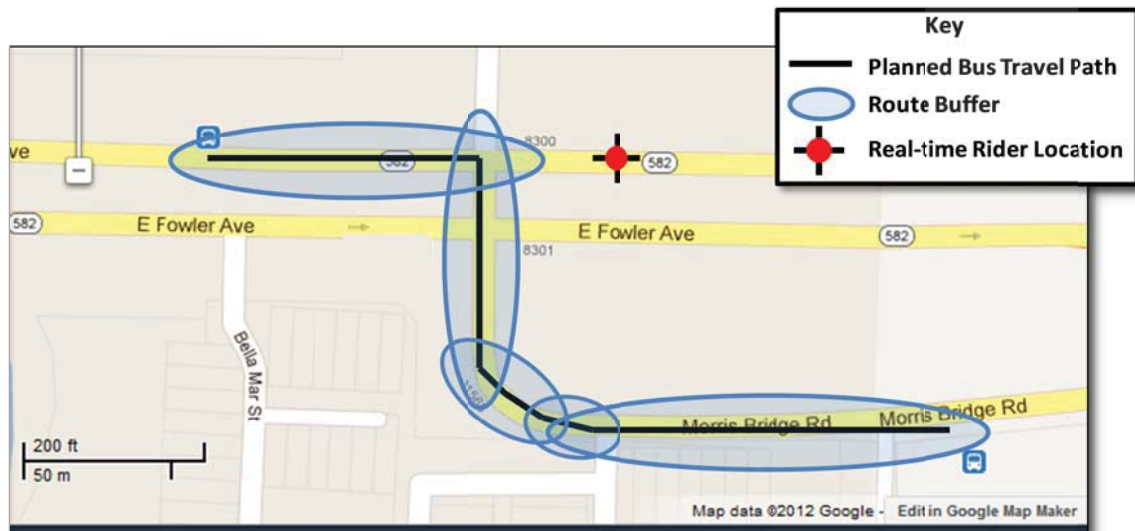 Key
Planned Bus Travel Path
Route Buffer
Real-time Rider Location
8300
ve
582
582
582
E Fowler Ave
E Fowler Ave
582
8301
Bella Mar St
Morris Bridge Rd
Morris Bridge Rd
200 ft
50 m
Map data ©2012 Google -
Edit in Google Map Maker